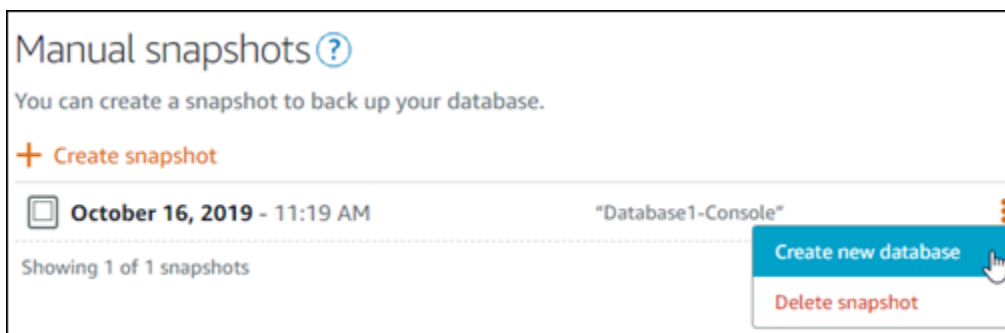 Manual snapshots ?
You can create a snapshot to back up your database.
+ Create snapshot
October 16, 2019 - 11:19 AM "Database1-Console"
Showing 1 of 1 snapshots
Create new database
Delete snapshot